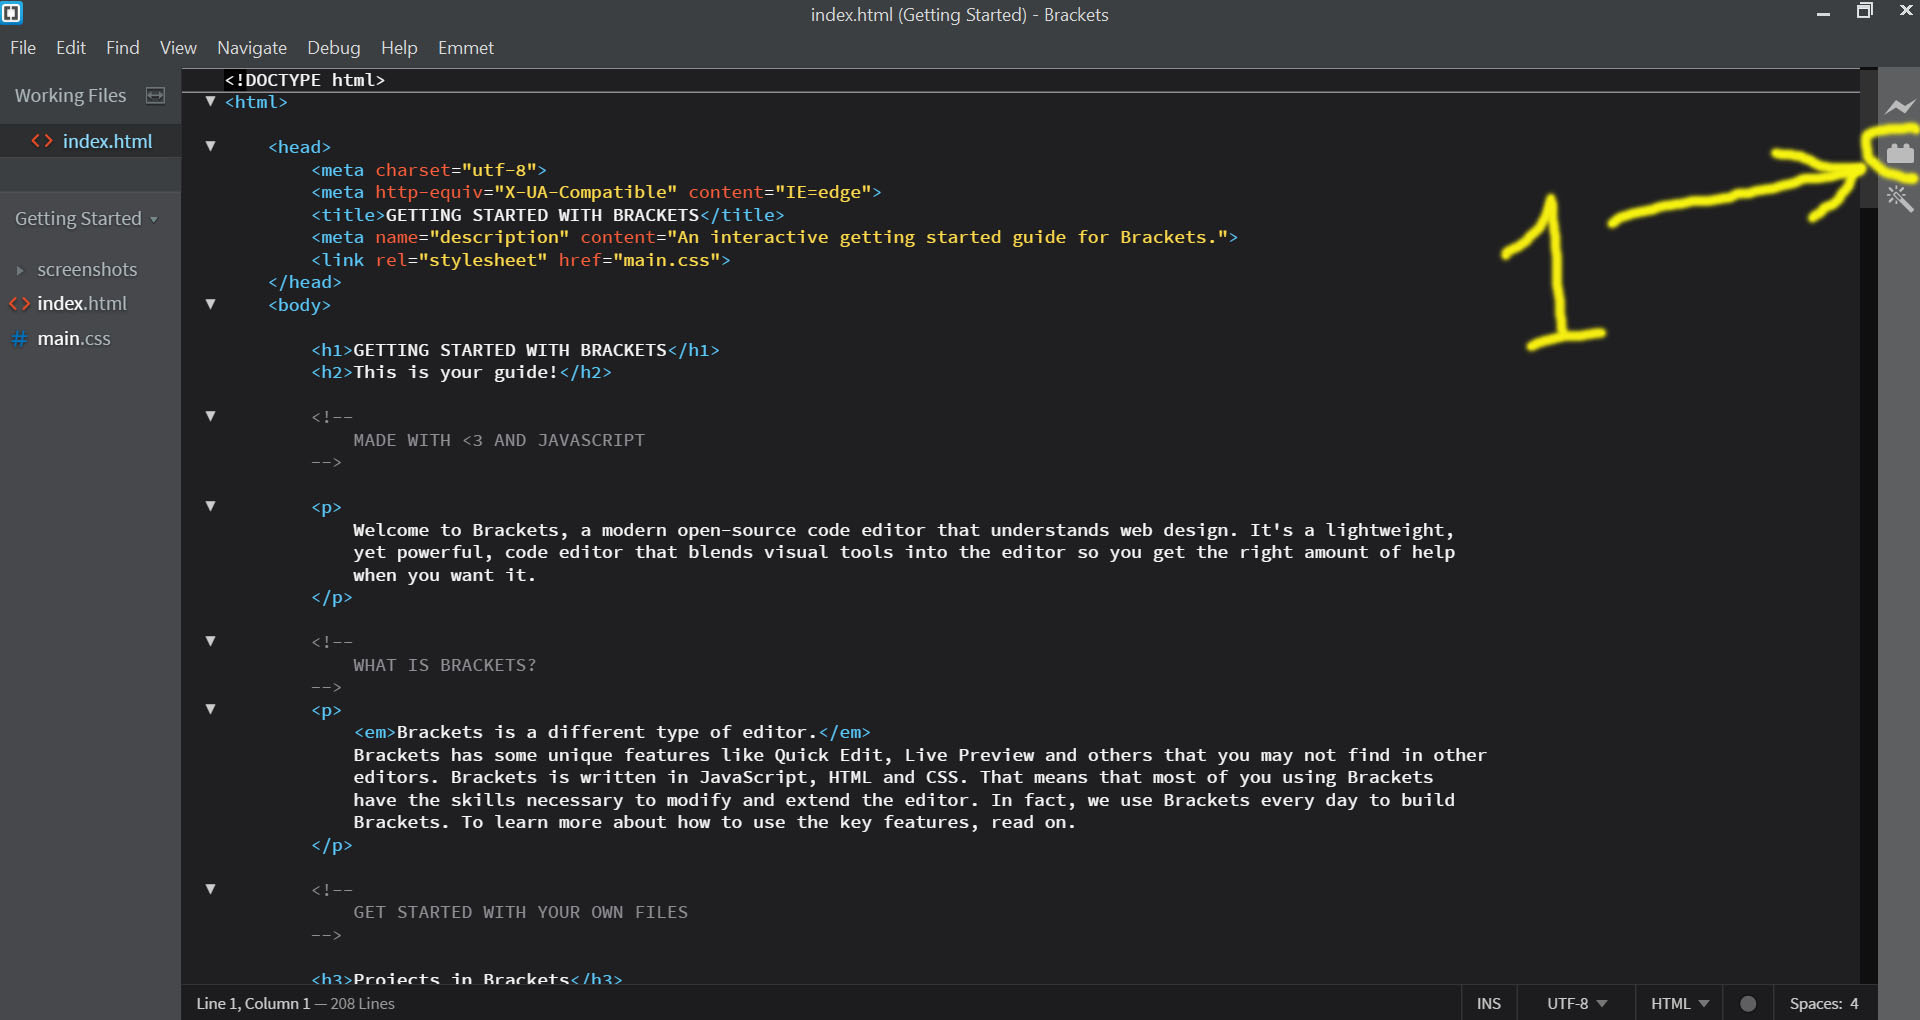 index.html (Getting Started) - Brackets
File Edit Find View Navigate Debug Help Emmet
Working Files
index.html
Getting Started
screenshots
index.html
main.css
<!DOCTYPE html>
<html>
<head>
<meta charset="utf-8">
<meta http-equiv="X-UA-Compatible" content="IE=edge">
<title>GETTING STARTED WITH BRACKETS</title>
<meta name="description" content="An interactive getting started guide for Brackets.">
<link rel="stylesheet" href="main.css">
</head>
<body>
<h1>GETTING STARTED WITH BRACKETS</h1>
<h2>This is your guide!</h2>
<!--
MADE WITH <3 AND JAVASCRIPT
-->
<p>
Welcome to Brackets, a modern open-source code editor that understands web design. It's a lightweight,
yet powerful, code editor that blends visual tools into the editor so you get the right amount of help
when you want it.
</p>
<!--
WHAT IS BRACKETS?
-->
<p>
<em>Brackets is a different type of editor.</em>
Brackets has some unique features like Quick Edit, Live Preview and others that you may not find in other
editors. Brackets is written in JavaScript, HTML and CSS. That means that most of you using Brackets
have the skills necessary to modify and extend the editor. In fact, we use Brackets every day to build
Brackets. To learn more about how to use the key features, read on.
</p>
<!--
GET STARTED WITH YOUR OWN FILES
-->
<h3>Projects in Brackets</h3>
1
Line 1, Column 1 — 208 Lines
INS UTF-8 HTML Spaces: 4